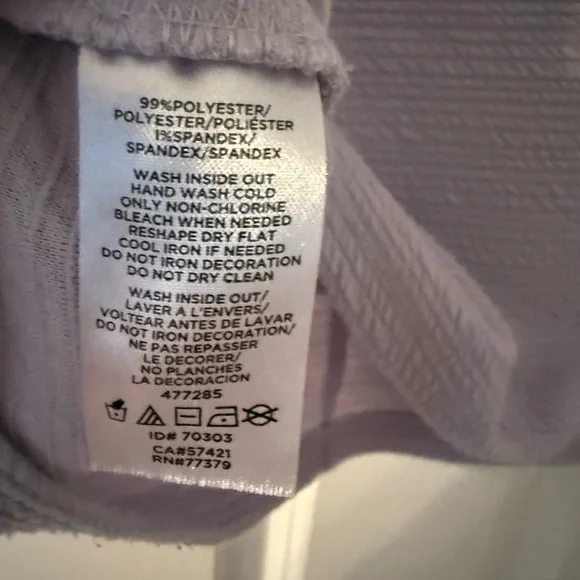 99%POLYESTER/
POLYESTER/POLIÉSTER
1%SPANDEX/
SPANDEX/SPANDEX
WASH INSIDE OUT
HAND WASH COLD
ONLY NON-CHLORINE
BLEACH WHEN NEEDED
RESHAPE DRY FLAT
COOL IRON IF NEEDED
DO NOT IRON DECORATION
DO NOT DRY CLEAN
WASH INSIDE OUT/
LAVER A L'ENVERS/
VOLTEAR ANTES DE LAVAR
DO NOT IRON DECORATION/
NE PAS REPASSER
LE DECORER/
NO PLANCHES
LA DECORACION
477285
ID# 70303
CA#57421
RN#77379